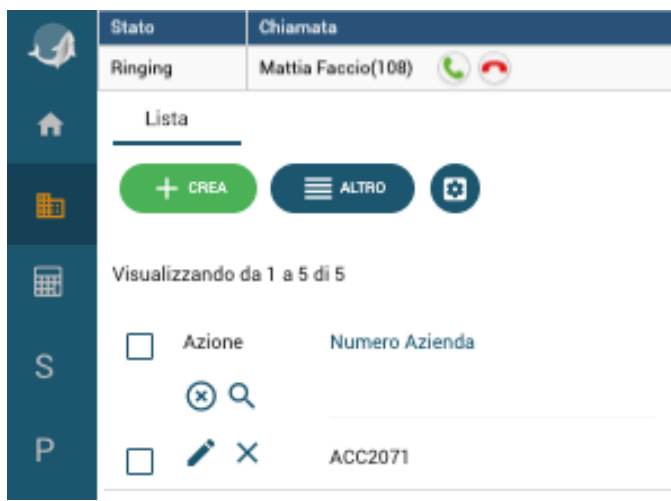 Stato Chiamata
Ringing Mattia Faccio(108)
Lista
CREA ALTRO
Visualizzando da 1 a 5 di 5
Azione Numero Azienda
S
P ACC2071